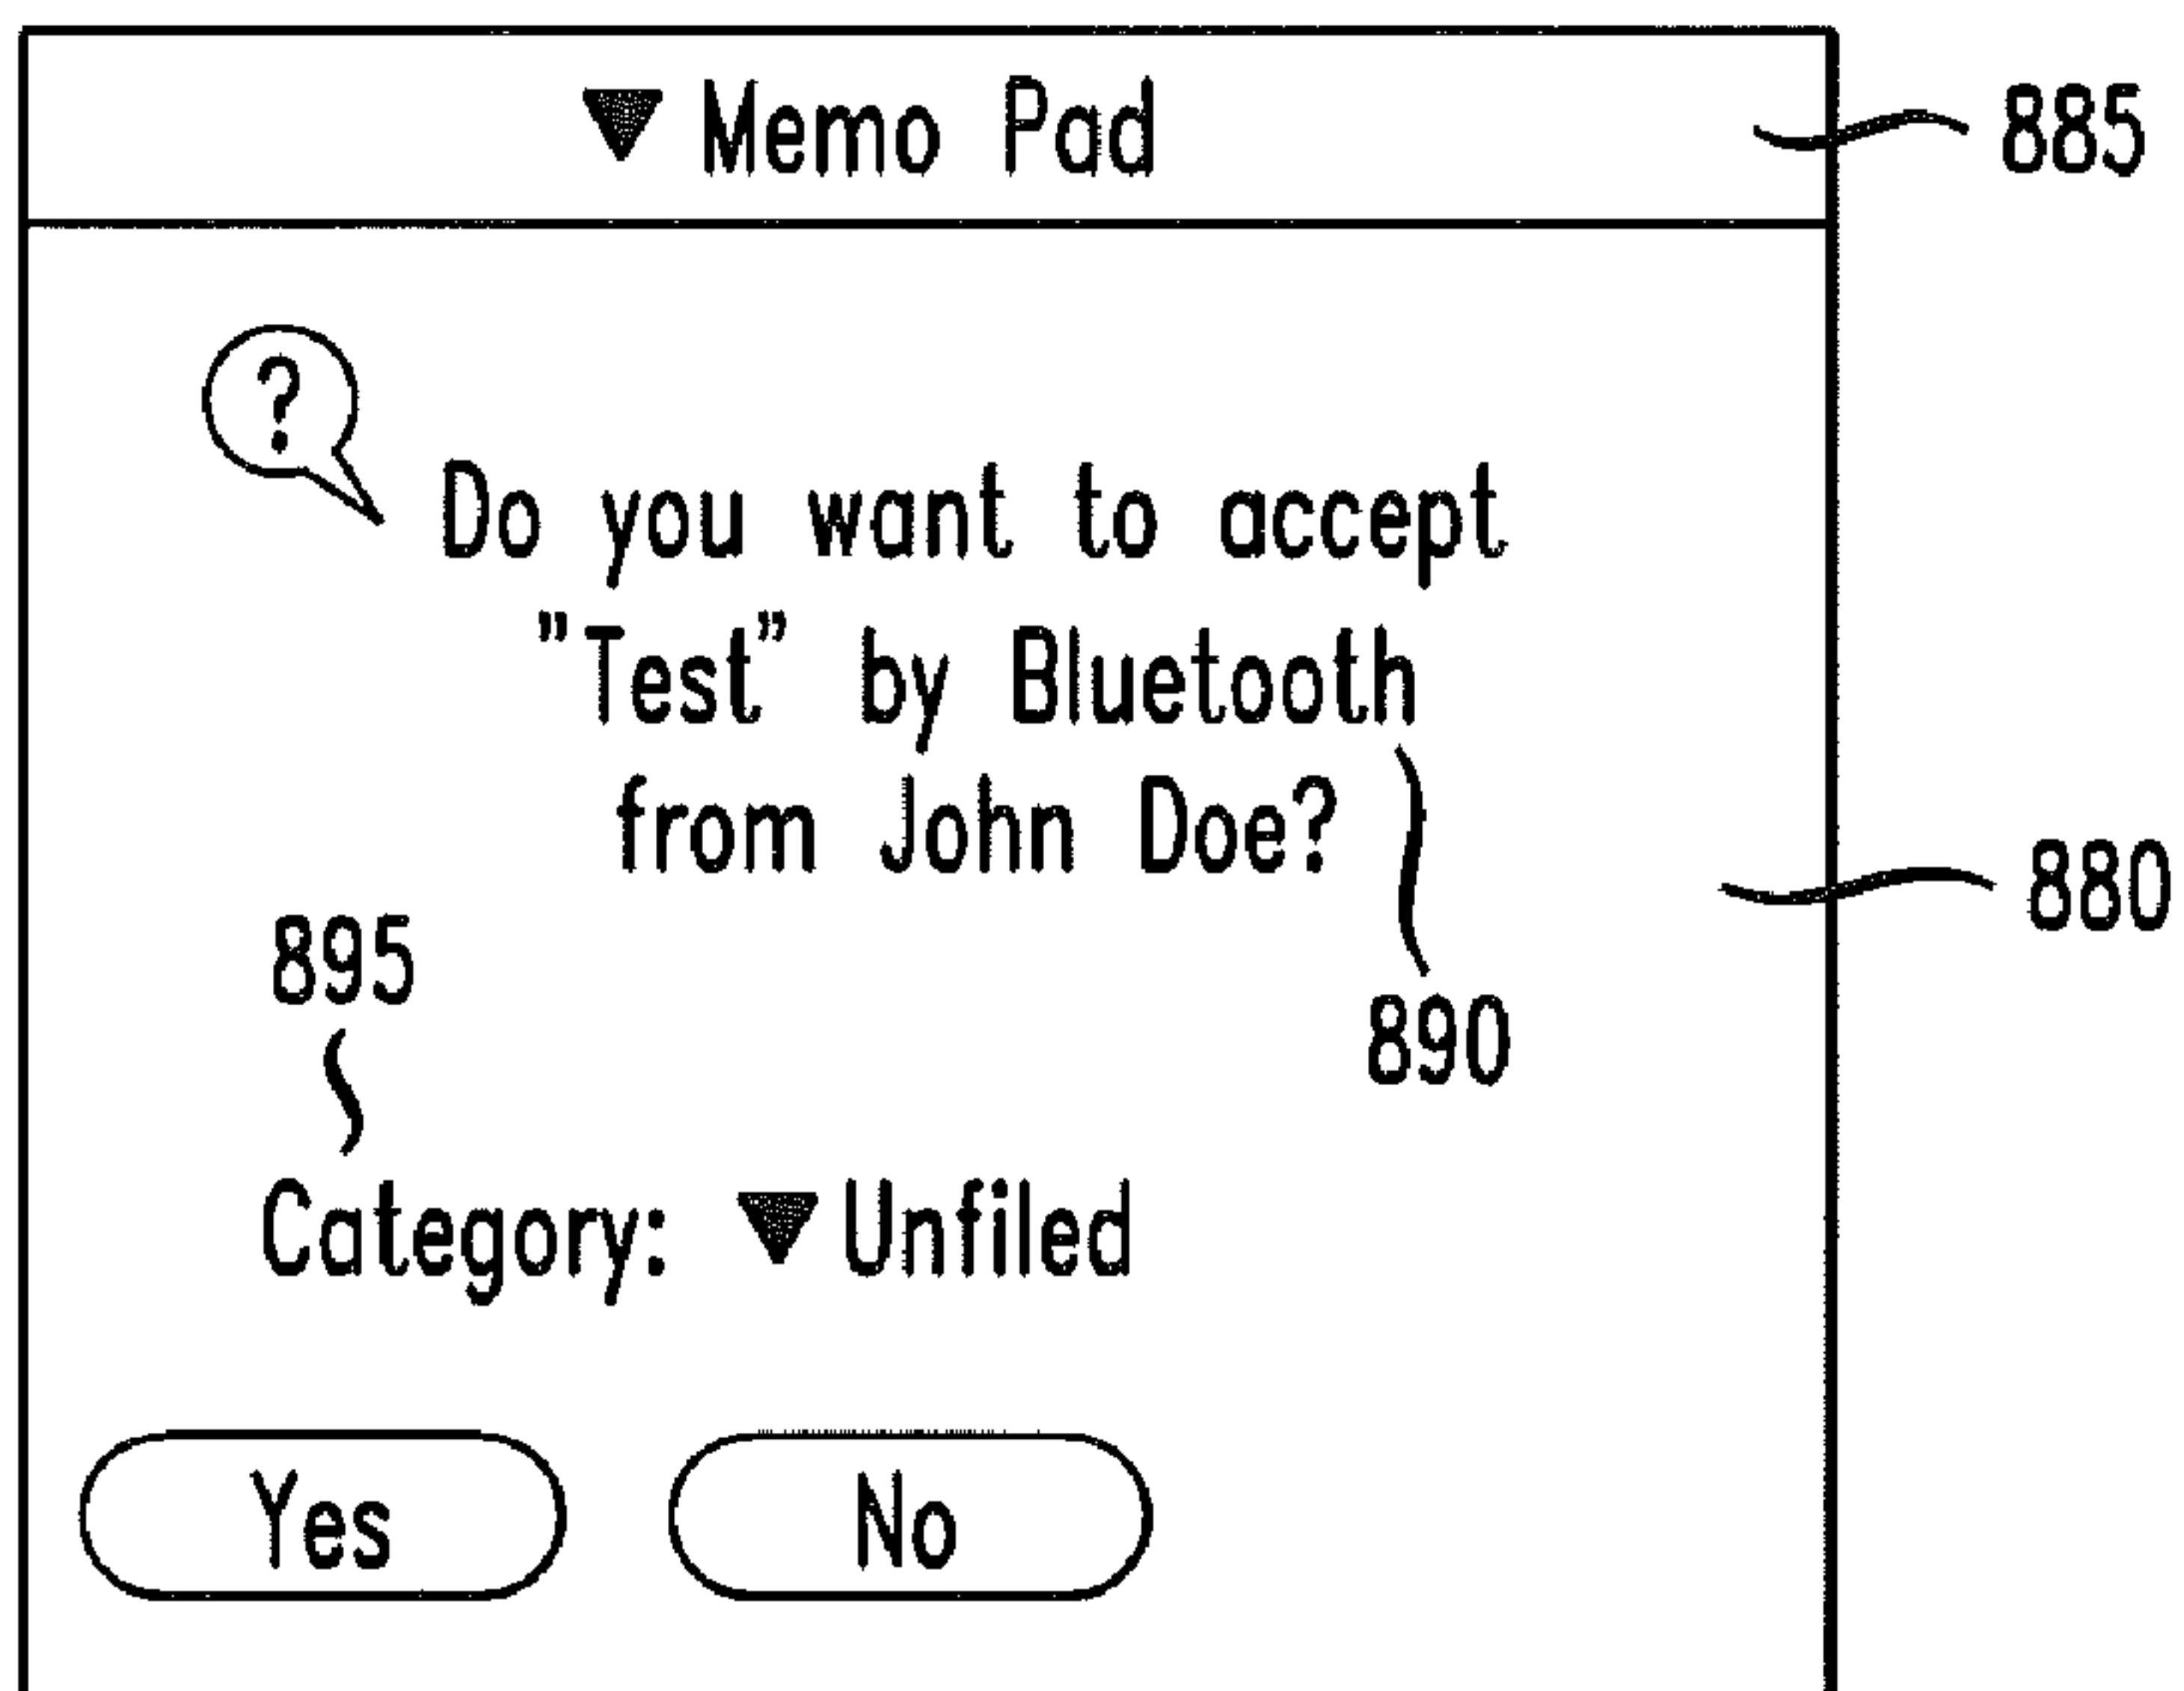 ▼ Memo Pad
885
?
Do you want to accept
"Test" by Bluetooth
from John Doe?
880
895
890
Category: ▼ Unfiled
Yes No